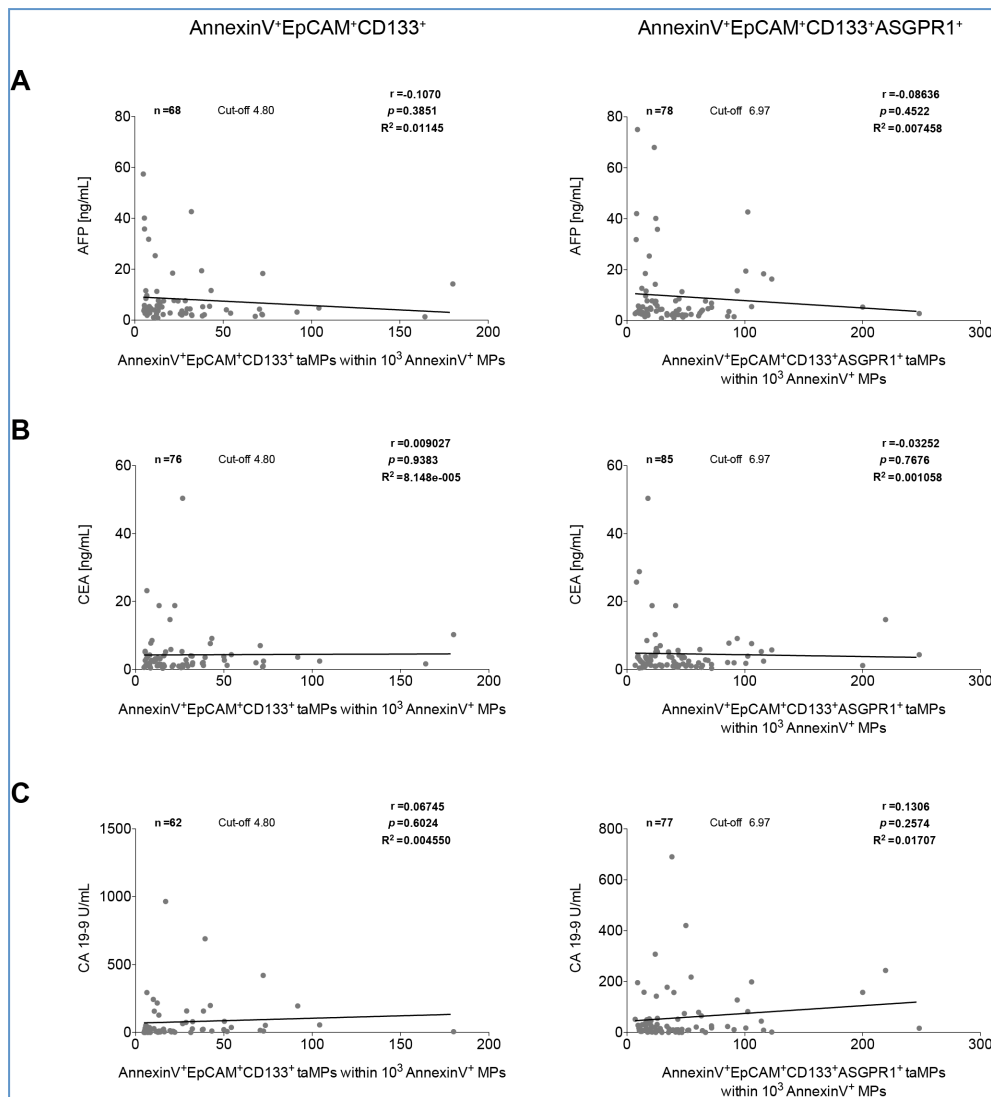 AnnexinV⁺EpCAM⁺CD133⁺
AnnexinV⁺EpCAM⁺CD133⁺ASGPR1⁺
A
n=68 Cut-off 4.80
r=-0.1070
p=0.3851
R²=0.01145
AFP [ng/mL]
80
60
40
20
0
0 50 100 150 200
AnnexinV⁺EpCAM⁺CD133⁺ taMPs within 10³ AnnexinV⁺ MPs
n=78 Cut-off 6.97
r=-0.08636
p=0.4522
R²=0.007458
AFP [ng/mL]
80
60
40
20
0
0 100 200 300
AnnexinV⁺EpCAM⁺CD133⁺ASGPR1⁺ taMPs
within 10³ AnnexinV⁺ MPs
B
n=76 Cut-off 4.80
r=0.009027
p=0.9383
R²=8.148e-005
CEA [ng/mL]
60
40
20
0
0 50 100 150 200
AnnexinV⁺EpCAM⁺CD133⁺ taMPs within 10³ AnnexinV⁺ MPs
n=85 Cut-off 6.97
r=-0.03252
p=0.7676
R²=0.001058
CEA [ng/mL]
60
40
20
0
0 100 200 300
AnnexinV⁺EpCAM⁺CD133⁺ASGPR1⁺ taMPs
within 10³ AnnexinV⁺ MPs
C
n=62 Cut-off 4.80
r=0.06745
p=0.6024
R²=0.004550
CA 19-9 U/mL
1500
1000
500
0
0 50 100 150 200
AnnexinV⁺EpCAM⁺CD133⁺ taMPs within 10³ AnnexinV⁺ MPs
n=77 Cut-off 6.97
r=0.1306
p=0.2574
R²=0.01707
CA 19-9 U/mL
800
600
400
200
0
0 100 200 300
AnnexinV⁺EpCAM⁺CD133⁺ASGPR1⁺ taMPs
within 10³ AnnexinV⁺ MPs